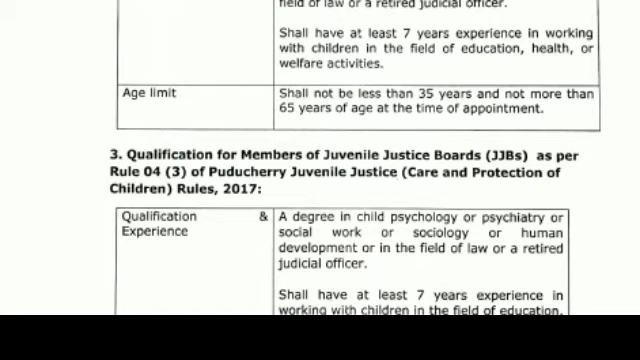 field of law or a retired judicial officer.
Shall have at least 7 years experience in working
with children in the field of education, health, or
welfare activities.
Age limit
Shall not be less than 35 years and not more than
65 years of age at the time of appointment.
3. Qualification for Members of Juvenile Justice Boards (JJBs) as per
Rule 04 (3) of Puducherry Juvenile Justice (Care and Protection of
Children) Rules, 2017:
Qualification &
Experience
A degree in child psychology or psychiatry or
social work or sociology or human
development or in the field of law or a retired
judicial officer.
Shall have at least 7 years experience in
working with children in the field of education,